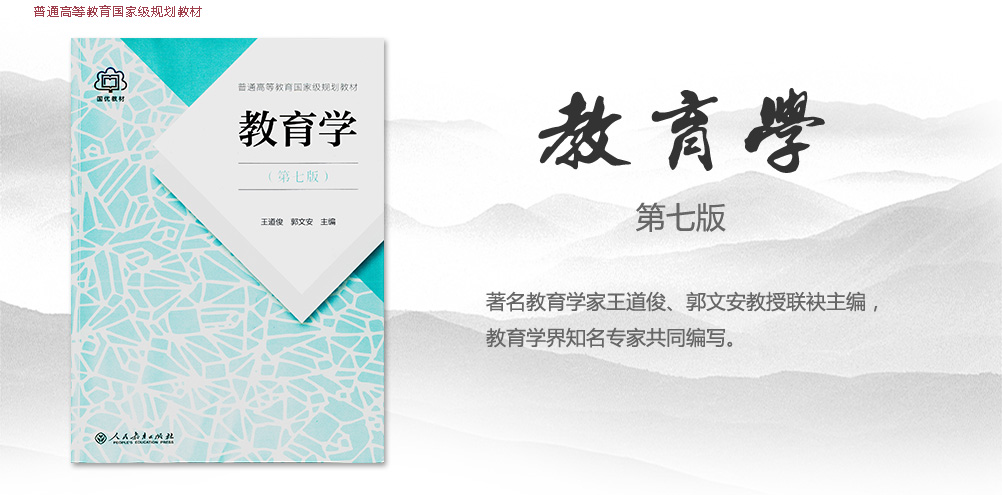 普通高等教育国家级规划教材
国优教材
普通高等教育国家级规划教材
教育学
（第七版）
王道俊 郭文安 主编
人民教育出版社
PEOPLE'S EDUCATION PRESS
教育學
第七版
著名教育学家王道俊、郭文安教授联袂主编，
教育学界知名专家共同编写。